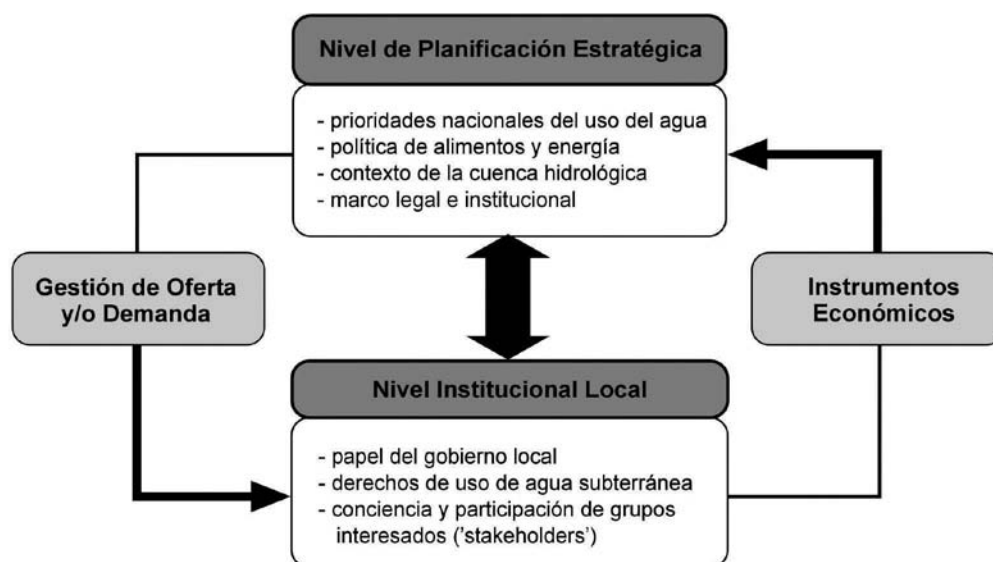 Nivel de Planificación Estratégica
- prioridades nacionales del uso del agua
- política de alimentos y energía
- contexto de la cuenca hidrológica
- marco legal e institucional
Gestión de Oferta
y/o Demanda
Instrumentos
Económicos
Nivel Institucional Local
- papel del gobierno local
- derechos de uso de agua subterránea
- conciencia y participación de grupos
interesados ('stakeholders')